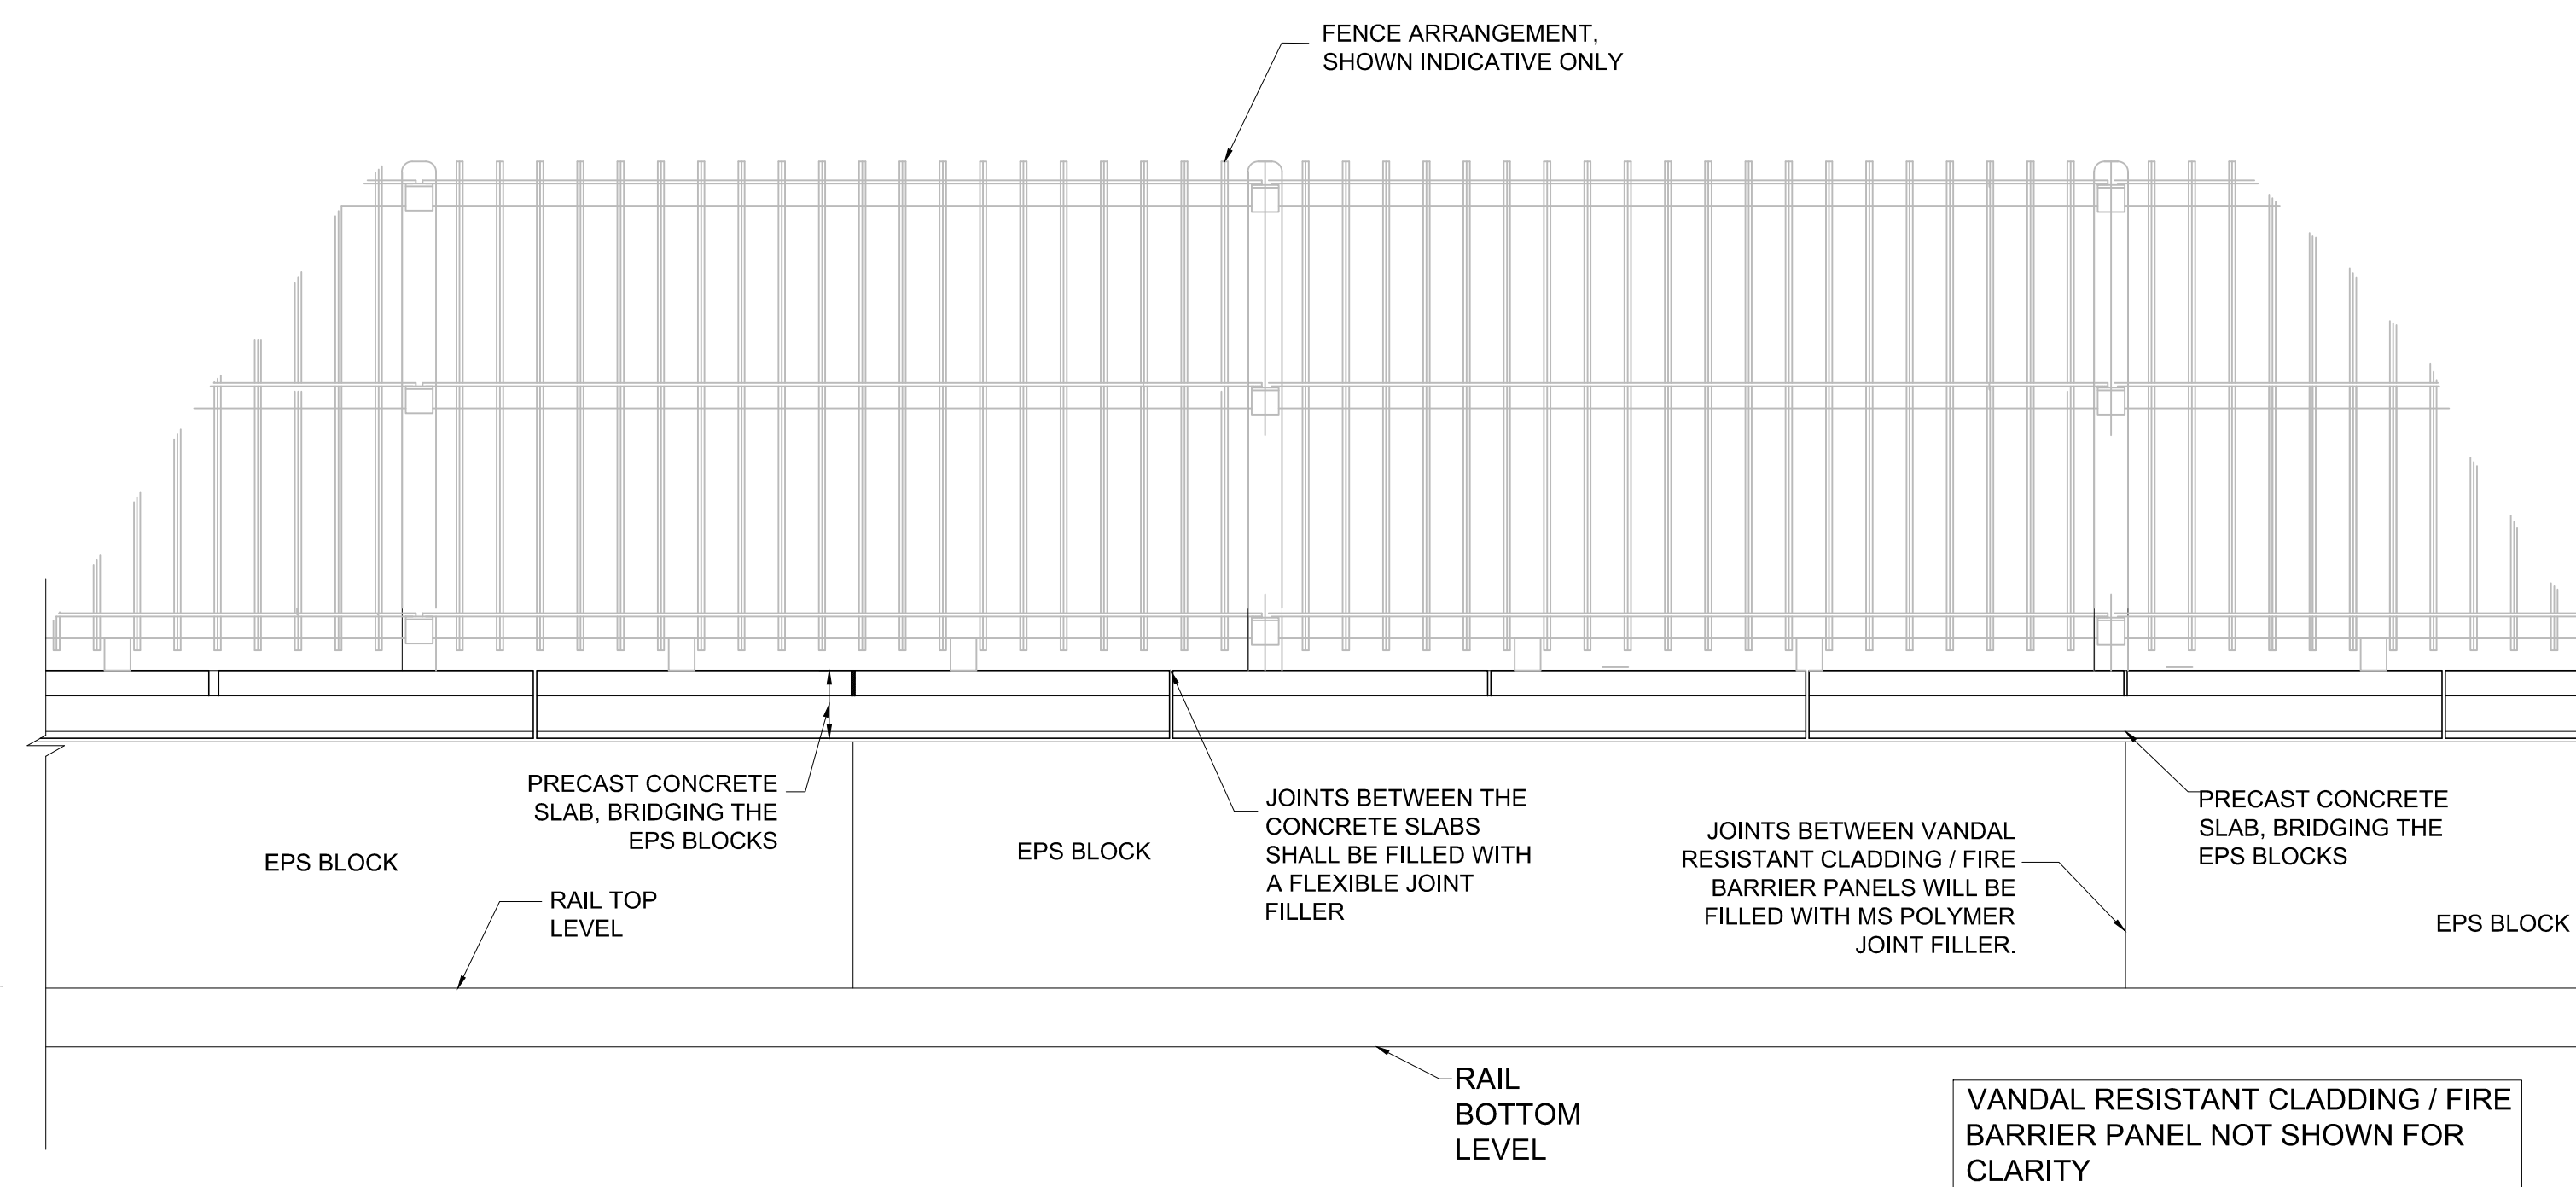 FENCE ARRANGEMENT,
SHOWN INDICATIVE ONLY
PRECAST CONCRETE
SLAB, BRIDGING THE
EPS BLOCKS
EPS BLOCK
RAIL TOP
LEVEL
EPS BLOCK
JOINTS BETWEEN THE
CONCRETE SLABS
SHALL BE FILLED WITH
A FLEXIBLE JOINT
FILLER
JOINTS BETWEEN VANDAL
RESISTANT CLADDING / FIRE
BARRIER PANELS WILL BE
FILLED WITH MS POLYMER
JOINT FILLER.
PRECAST CONCRETE
SLAB, BRIDGING THE
EPS BLOCKS
EPS BLOCK
RAIL
BOTTOM
LEVEL
VANDAL RESISTANT CLADDING / FIRE
BARRIER PANEL NOT SHOWN FOR
CLARITY